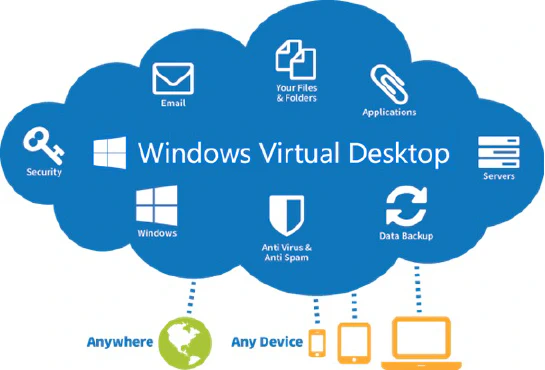 Email
Your Files
& Folders
Applications
Security
Windows Virtual Desktop
Servers
Windows
Anti Virus &
Anti Spam
Data Backup
Anywhere
Any Device